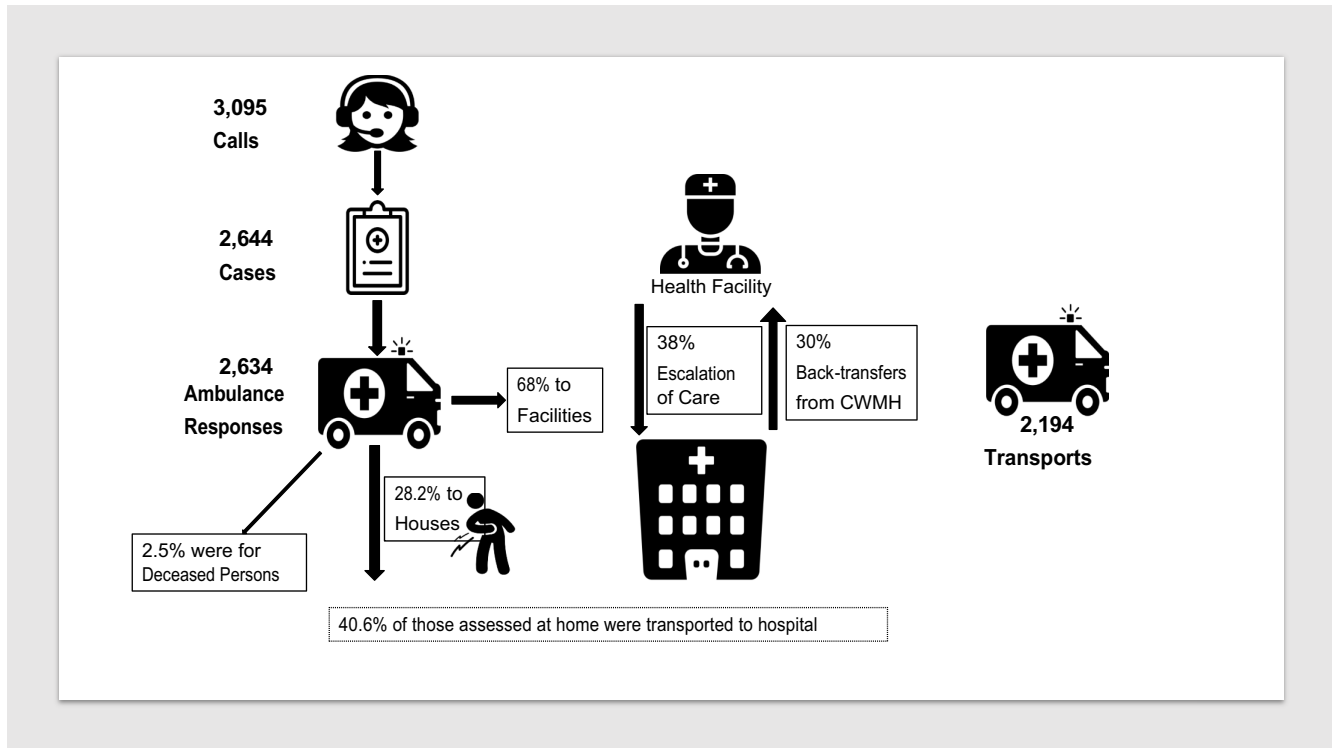 3,095
Calls
2,644
Cases
2,634
Ambulance
Responses
68% to
Facilities
28.2% to
Houses
2.5% were for
Deceased Persons
40.6% of those assessed at home were transported to hospital
Health Facility
38%
Escalation
of Care
30%
Back-transfers
from CWMH
2,194
Transports